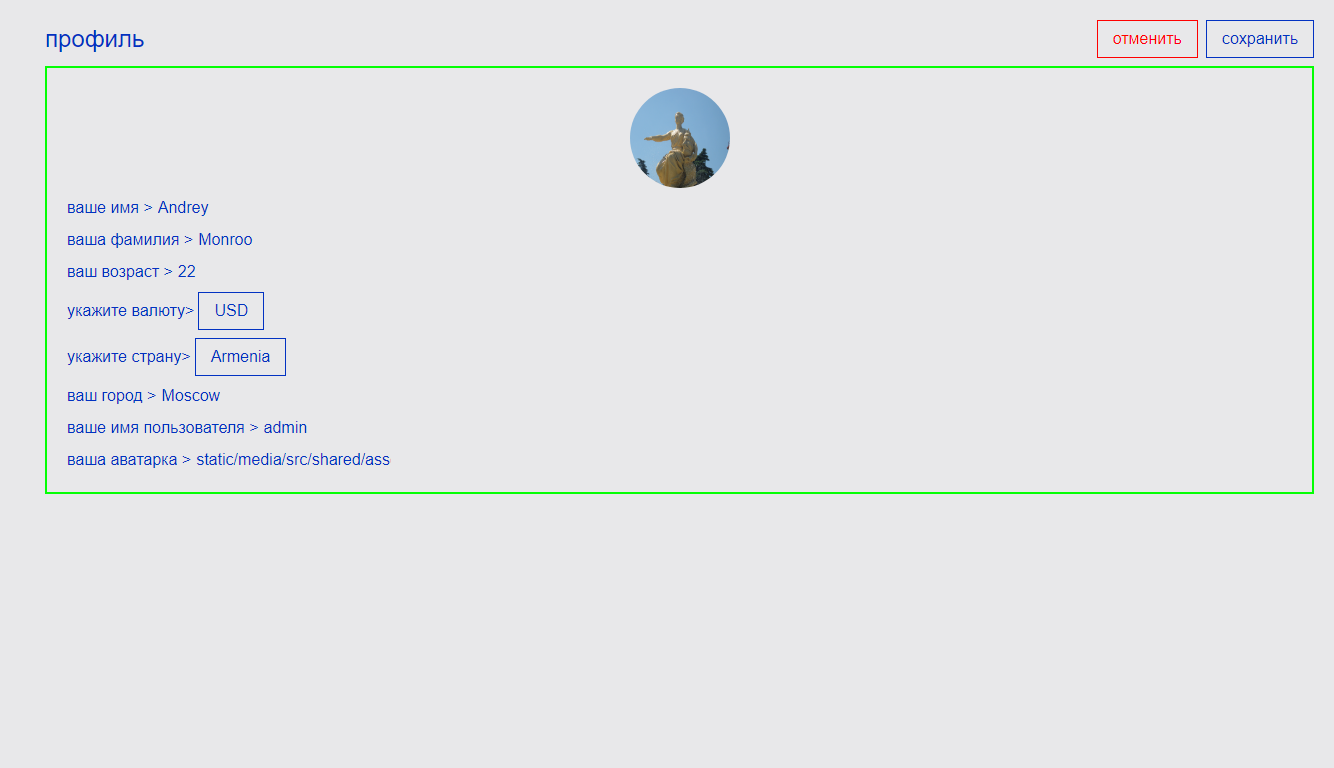 профиль
отменить
сохранить
ваше имя > Andrey
ваша фамилия > Monroo
ваш возраст > 22
укажите валюту> USD
укажите страну> Armenia
ваш город > Moscow
ваше имя пользователя > admin
ваша аватарка > static/media/src/shared/ass